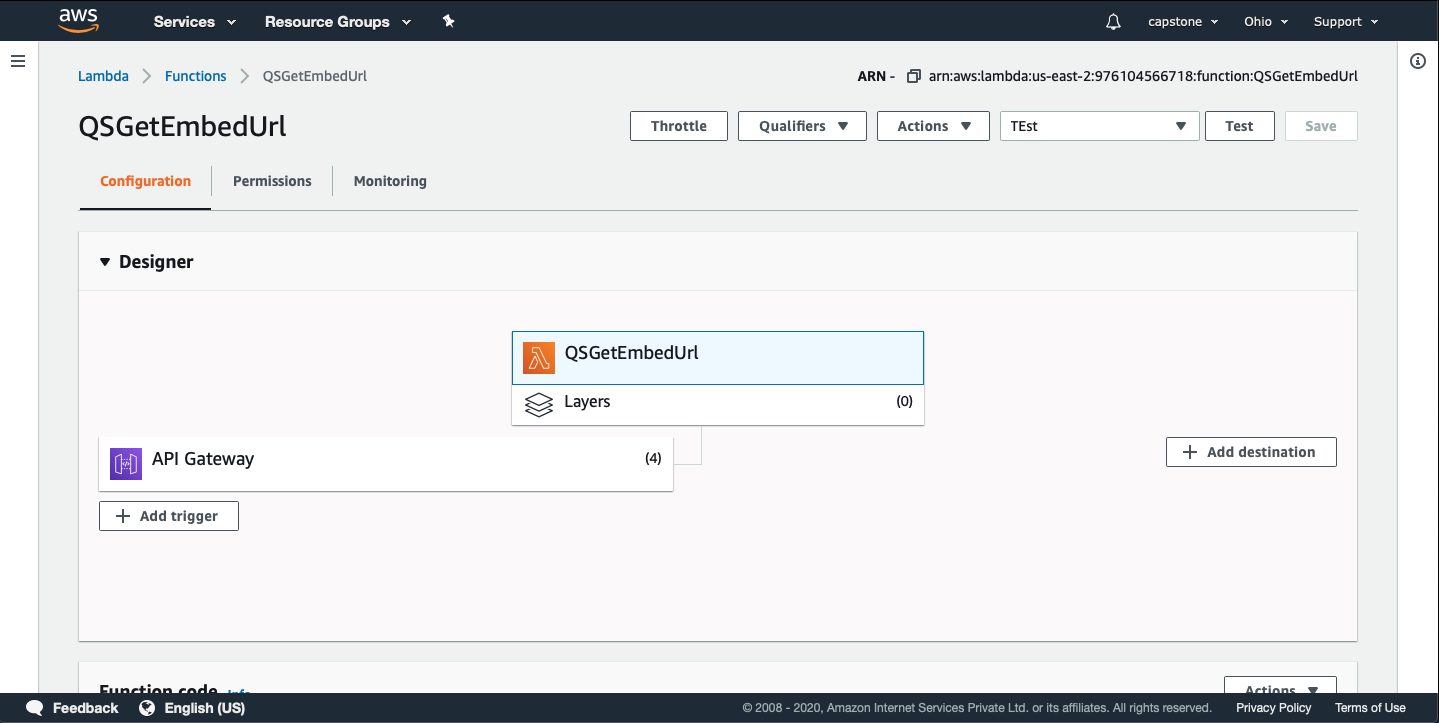 aws Services Resource Groups capstone Ohio Support
Lambda Functions QSGetEmbedUrl ARN - arn:aws:lambda:us-east-2:976104566718:function:QSGetEmbedUrl
QSGetEmbedUrl Throttle Qualifiers Actions TEst Test Save
Configuration Permissions Monitoring
Designer
QSGetEmbedUrl
Layers (0)
API Gateway (4)
+ Add destination
+ Add trigger
Function code Info Actions
Feedback English (US) © 2008 - 2020, Amazon Internet Services Private Ltd. or its affiliates. All rights reserved. Privacy Policy Terms of Use